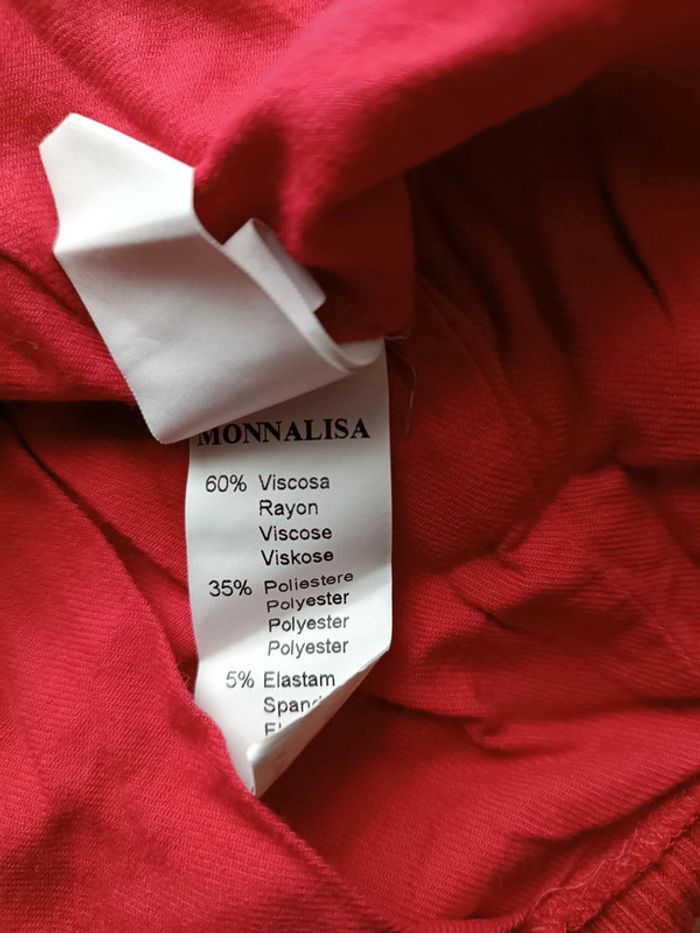 MONNALISA
60% Viscosa
Rayon
Viscose
Viskose
35% Poliestere
Polyester
Polyester
Polyester
5% Elastam